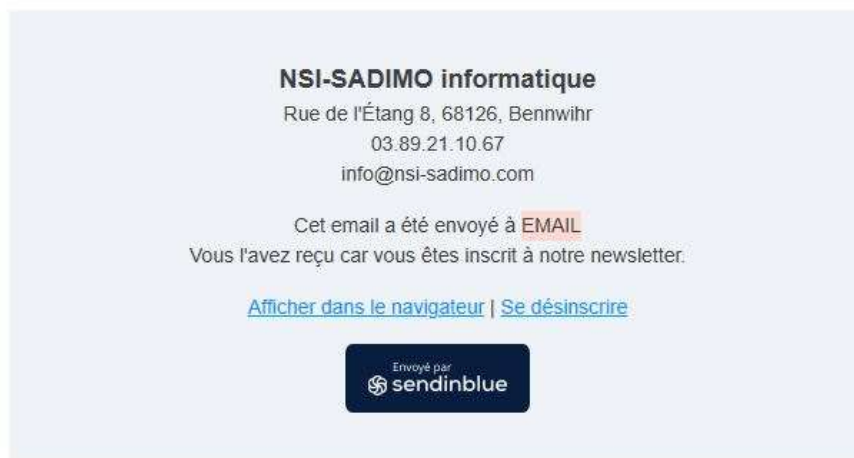 NSI-SADIMO informatique
Rue de l'Étang 8, 68126, Bennwihr
03.89.21.10.67
info@nsi-sadimo.com
Cet email a été envoyé à EMAIL
Vous l'avez reçu car vous êtes inscrit à notre newsletter.
Afficher dans le navigateur | Se désinscrire
Envoyé par
sendinblue